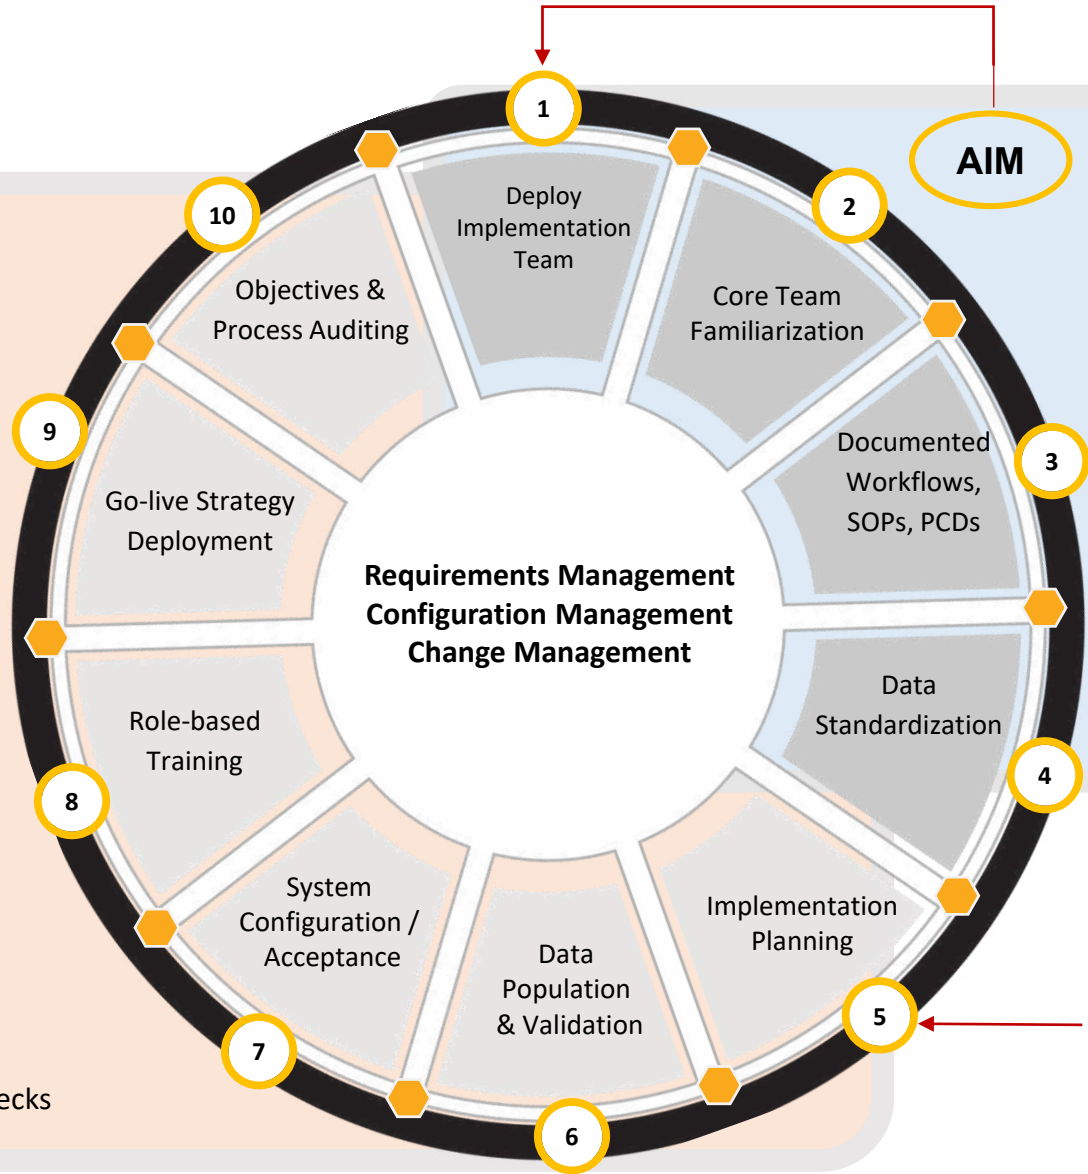 AIM
1
Deploy
Implementation
Team
2
Core Team
Familiarization
3
Documented
Workflows,
SOPs, PCDs
4
Data
Standardization
5
Implementation
Planning
6
Data
Population
& Validation
7
System
Configuration /
Acceptance
8
Role-based
Training
9
Go-live Strategy
Deployment
10
Objectives &
Process Auditing
Requirements Management
Configuration Management
Change Management
ecks